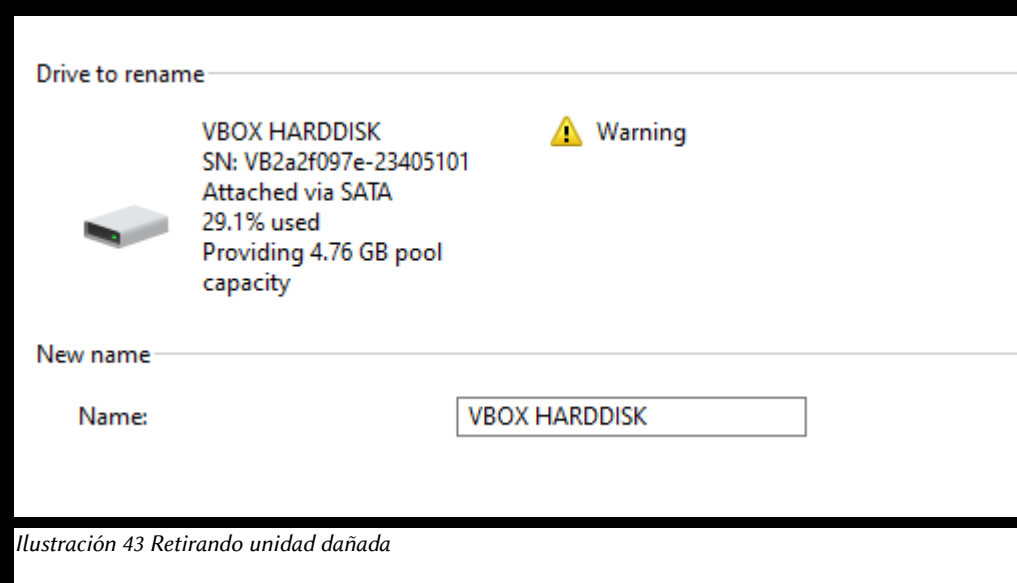 Drive to rename
VBOX HARDDISK
SN: VB2a2f097e-23405101
Attached via SATA
29.1% used
Providing 4.76 GB pool
capacity
Warning
New name
Name:
VBOX HARDDISK
Ilustración 43 Retirando unidad dañada